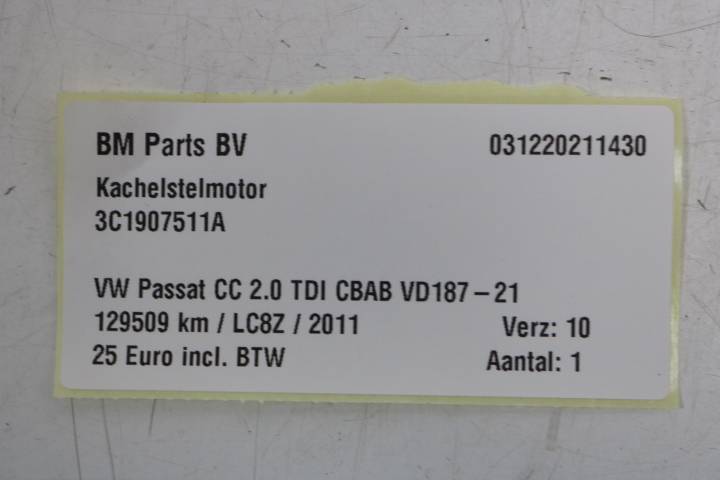 BM Parts BV 031220211430
Kachelstelmotor
3C1907511A
VW Passat CC 2.0 TDI CBAB VD187-21
129509 km / LC8Z / 2011 Verz: 10
25 Euro incl. BTW Aantal: 1